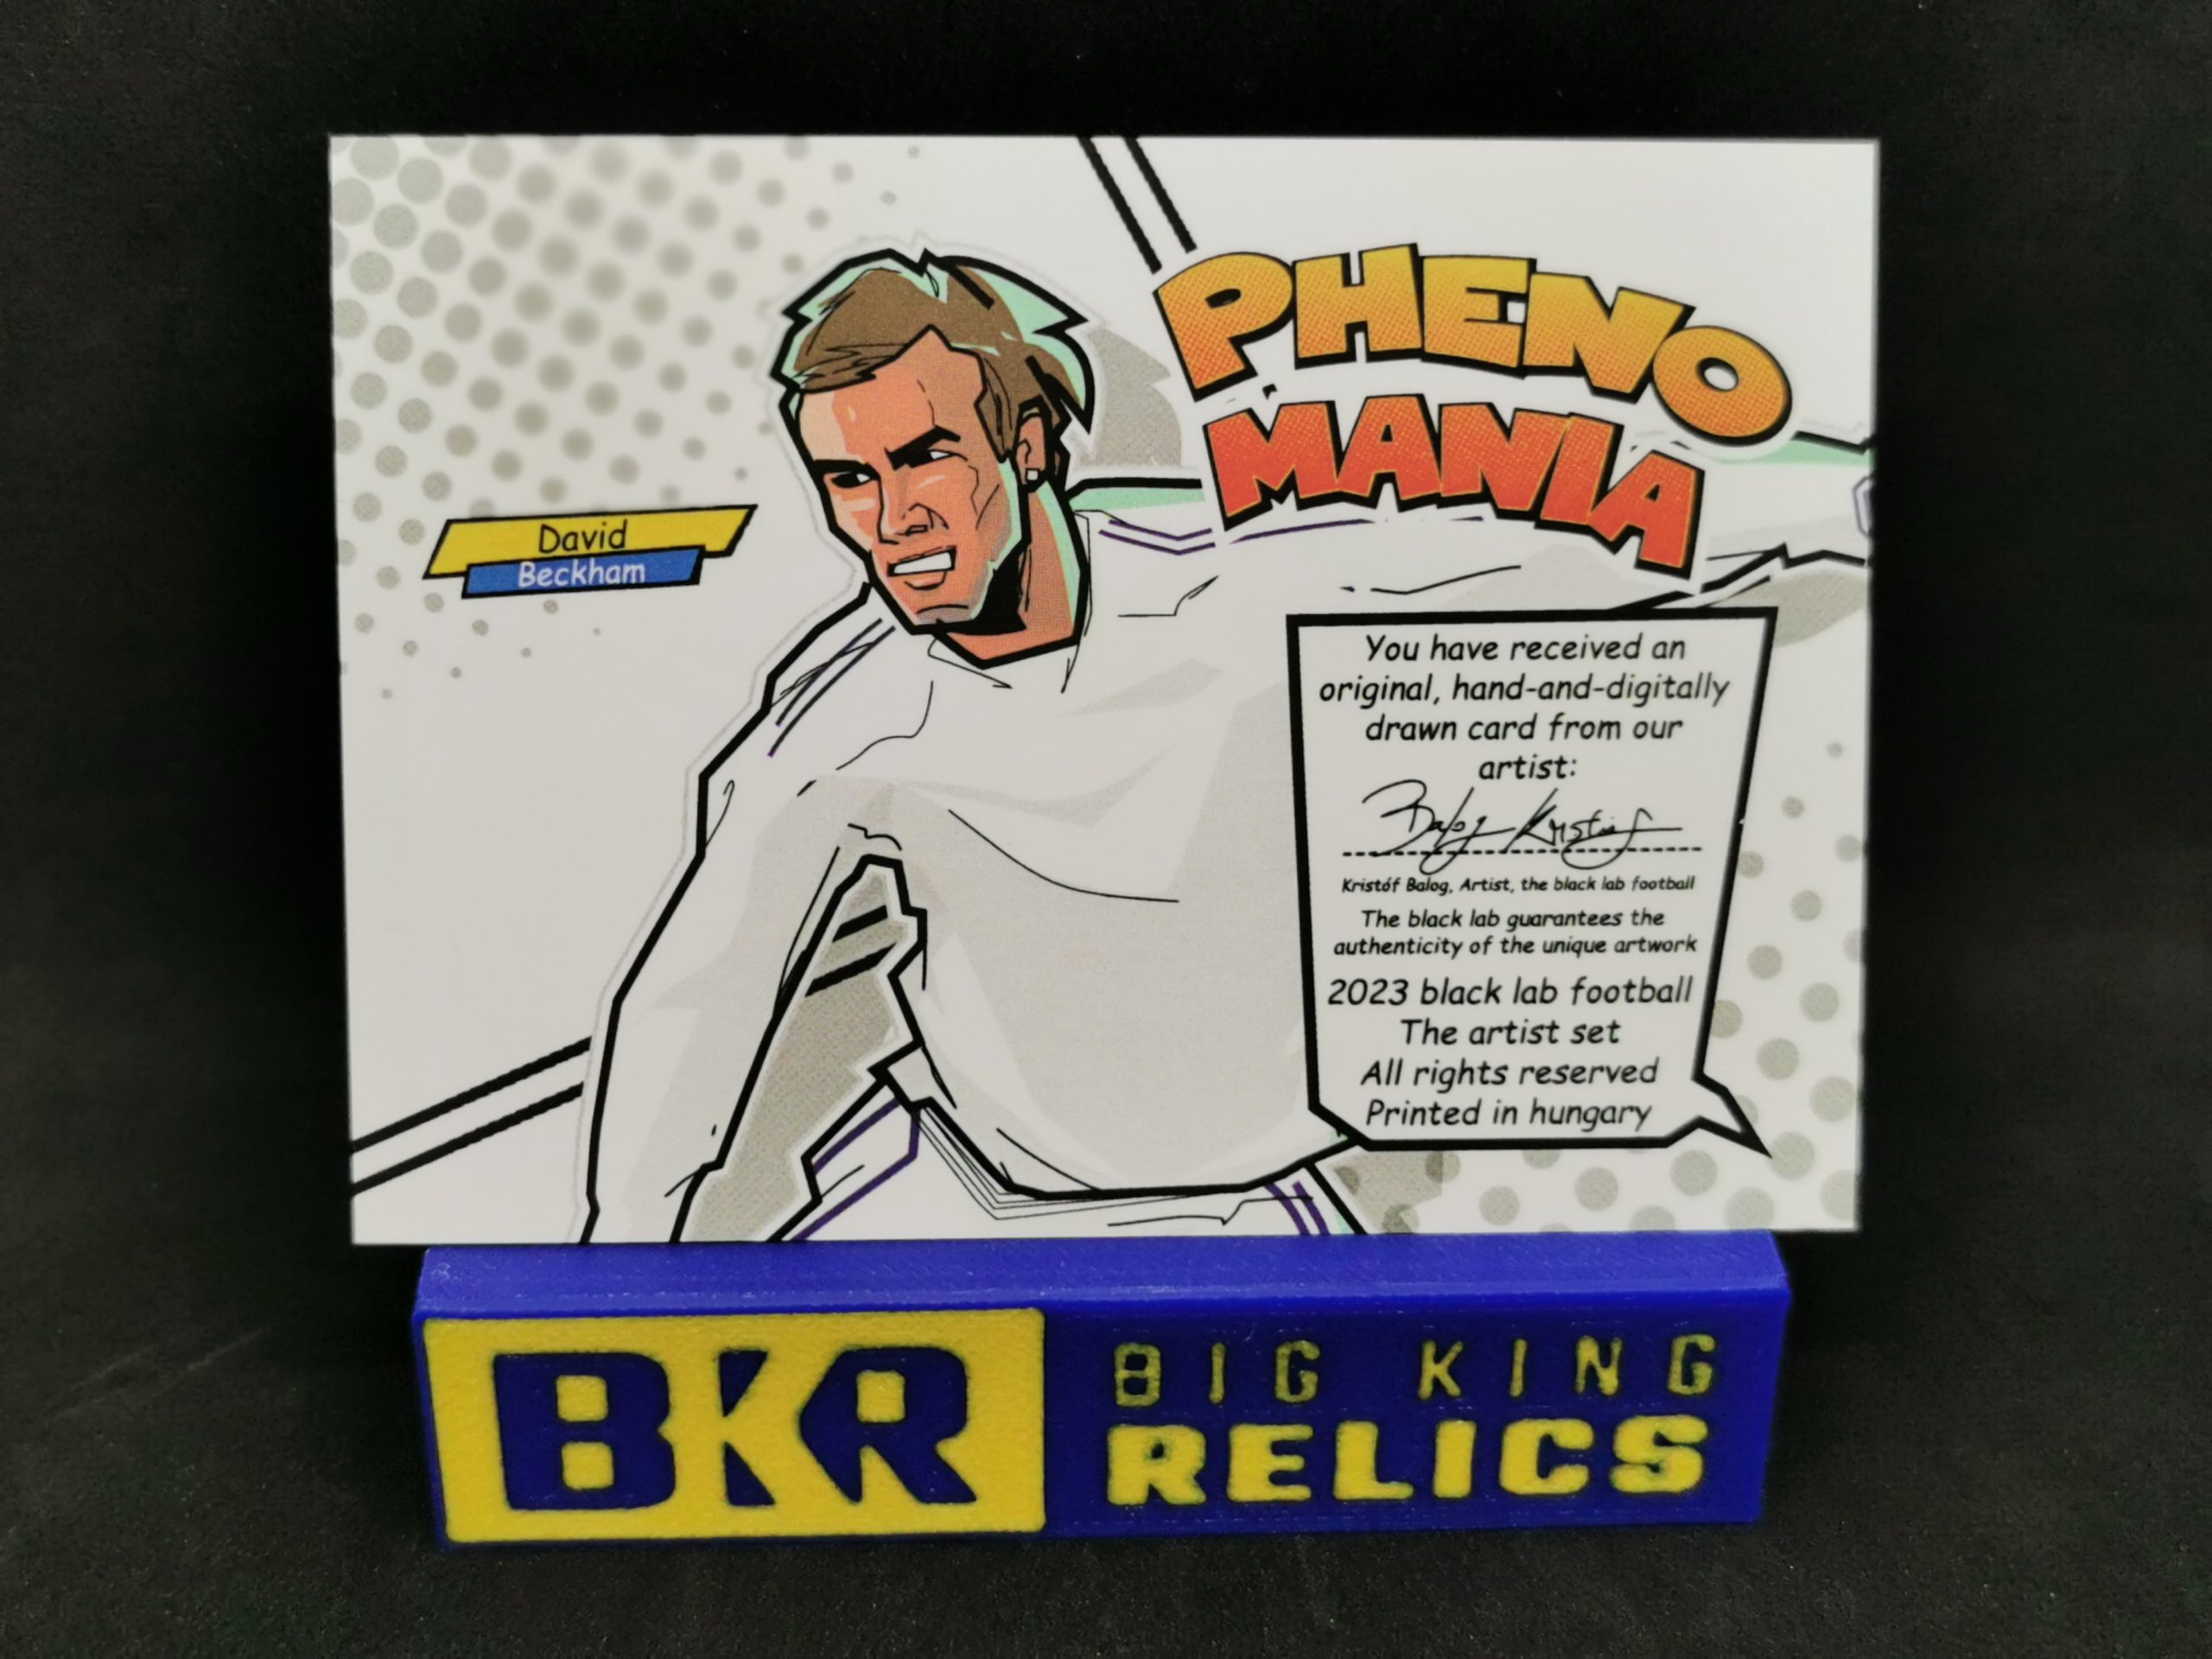 PHENO
MANIA
David
Beckham
You have received an
original, hand-and-digitally
drawn card from our
artist:
Balog Kristóf
Kristóf Balog, Artist, the black lab football
The black lab guarantees the
authenticity of the unique artwork
2023 black lab football
The artist set
All rights reserved
Printed in hungary
BKR
BIG KING
RELICS